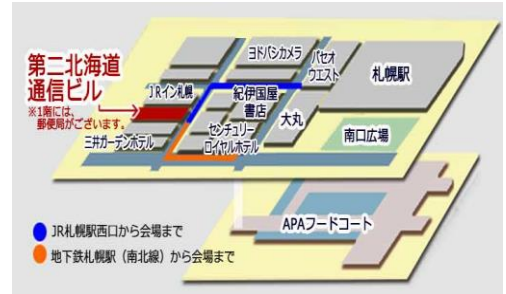 ヨドバシカメラ
パセオ
ウエスト
札幌駅
第二北海道
通信ビル
※1階には、
郵便局がございます。
JRイン札幌
紀伊国屋
書店
大丸
南口広場
三井ガーデンホテル
センチュリー
ロイヤルホテル
APAフードコート
JR札幌駅西口から会場まで
地下鉄札幌駅（南北線）から会場まで